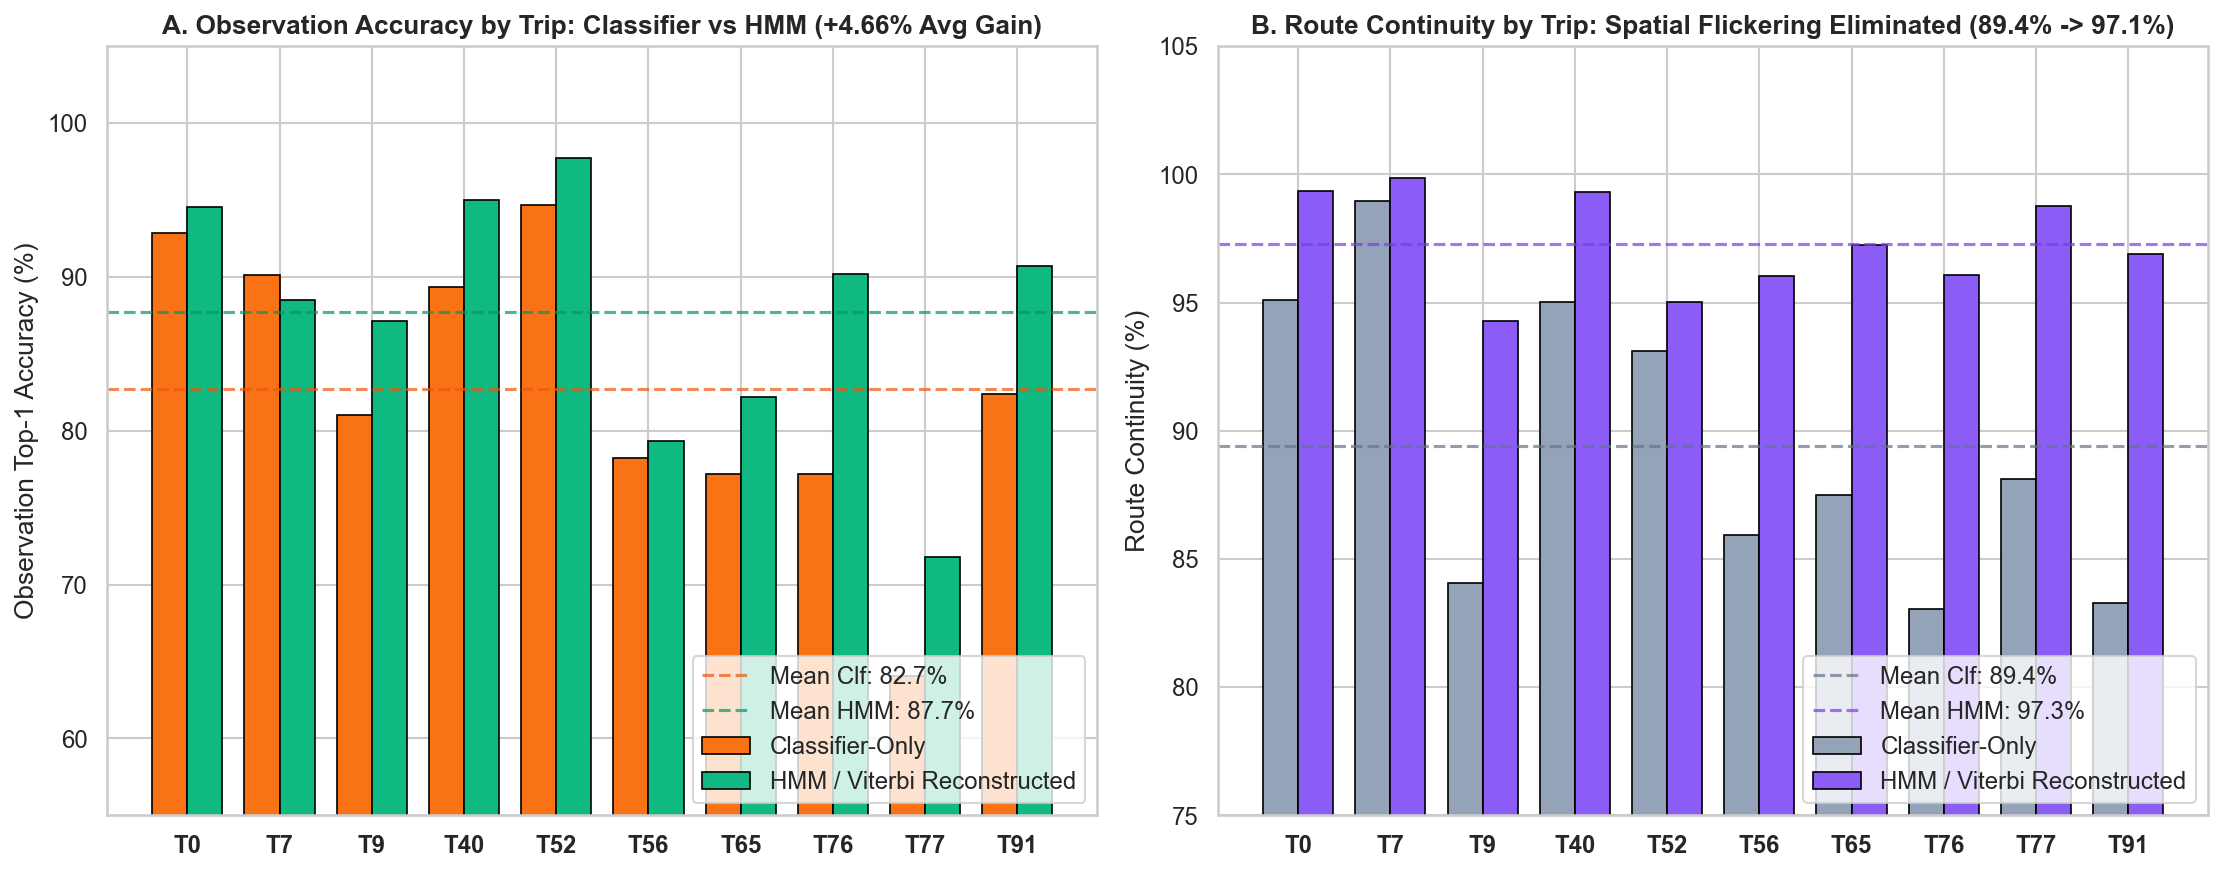 A. Observation Accuracy by Trip: Classifier vs HMM (+4.66% Avg Gain)
Observation Top-1 Accuracy (%)
100
90
80
70
60
T0 T7 T9 T40 T52 T56 T65 T76 T77 T91
Mean Clf: 82.7%
Mean HMM: 87.7%
Classifier-Only
HMM / Viterbi Reconstructed
B. Route Continuity by Trip: Spatial Flickering Eliminated (89.4% -> 97.1%)
Route Continuity (%)
105
100
95
90
85
80
75
T0 T7 T9 T40 T52 T56 T65 T76 T77 T91
Mean Clf: 89.4%
Mean HMM: 97.3%
Classifier-Only
HMM / Viterbi Reconstructed